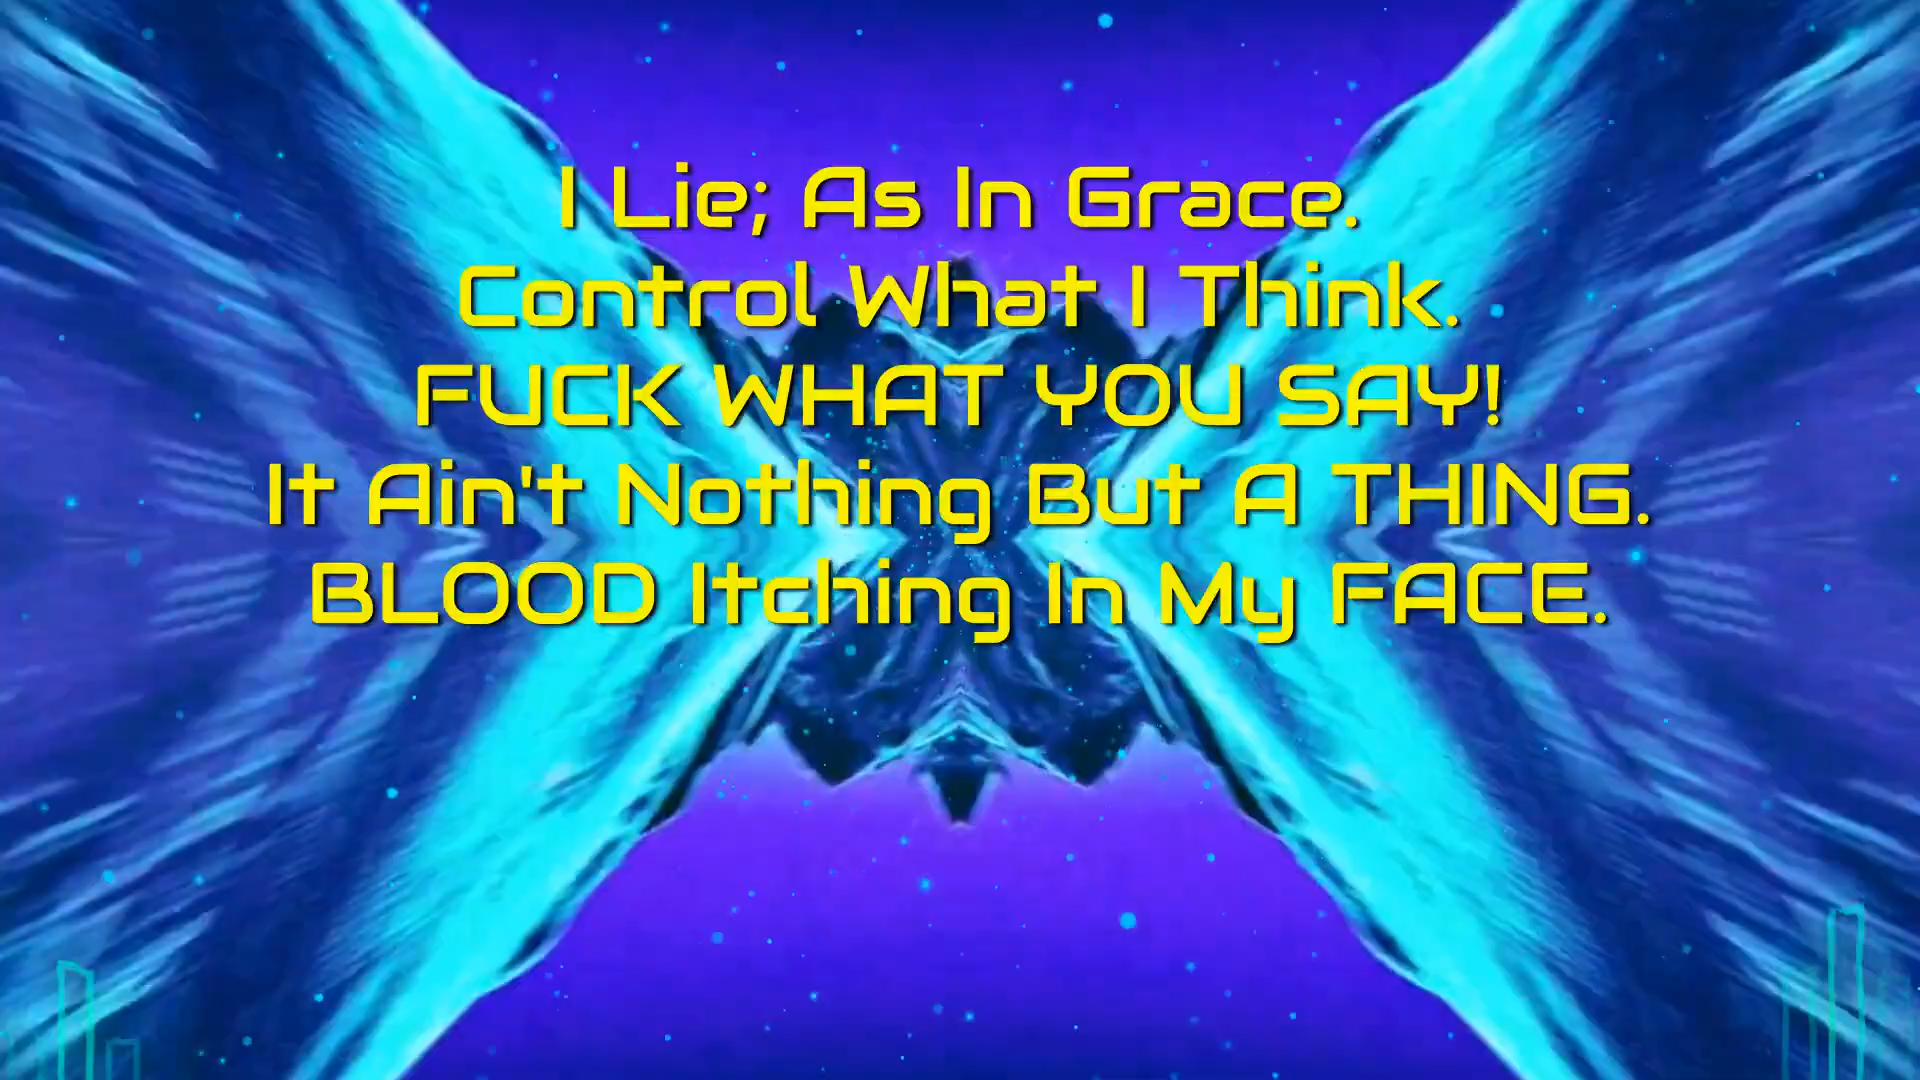 I Lie; As In Grace.
Control What I Think.
FUCK WHAT YOU SAY!
It Ain't Nothing But A THING.
BLOOD Itching In My FACE.